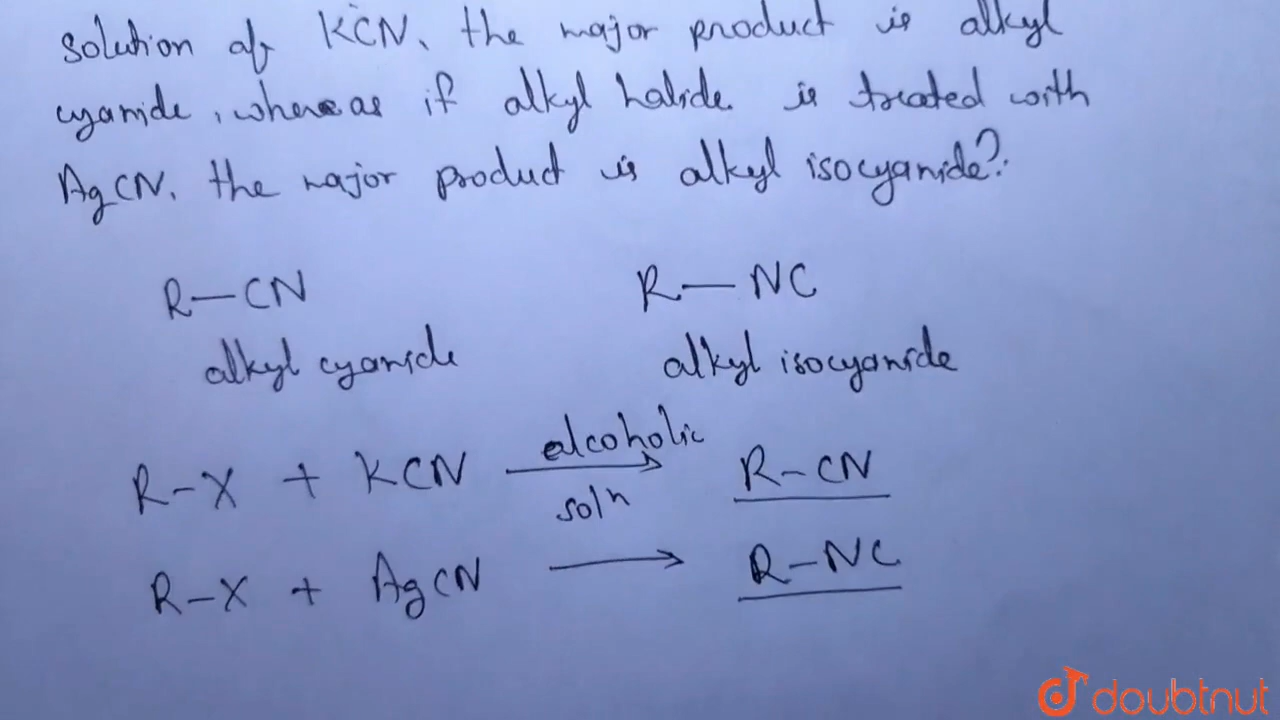 solution of KCN, the major product is alkyl
cyanide, whereas if alkyl halide is treated with
AgCN, the major product is alkyl isocyanide?
R—CN R—NC
alkyl cyanide alkyl isocyanide
R-X + KCN alcoholic soln R-CN
R-X + AgCN → R-NC
doubtnut